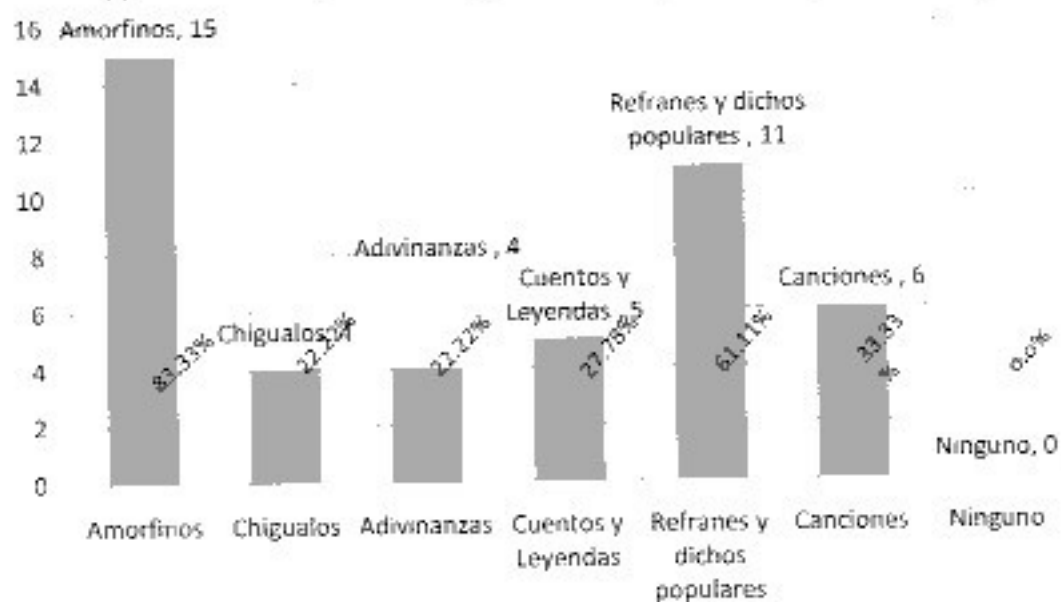 16
Amorfinos, 15
14
12
10
8
6
4
2
0
Refranes y dichos
populares , 11
Adivinanzas , 4
Cuentos y
Leyendas , 5
Canciones , 6
Chigualos, 4
Ninguno, 0
83.33%
22.22%
22.22%
27.78%
61.11%
33.33
%
0.0%
Amorfinos
Chigualos
Adivinanzas
Cuentos y
Leyendas
Refranes y
dichos
populares
Canciones
Ninguno